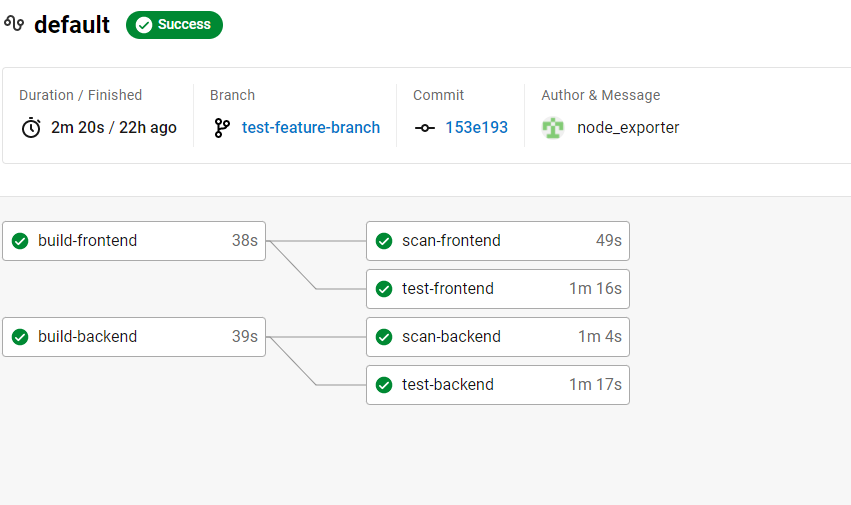 default Success
Duration / Finished Branch Commit Author & Message
2m 20s / 22h ago test-feature-branch 153e193 node_exporter
build-frontend 38s scan-frontend 49s
test-frontend 1m 16s
build-backend 39s scan-backend 1m 4s
test-backend 1m 17s